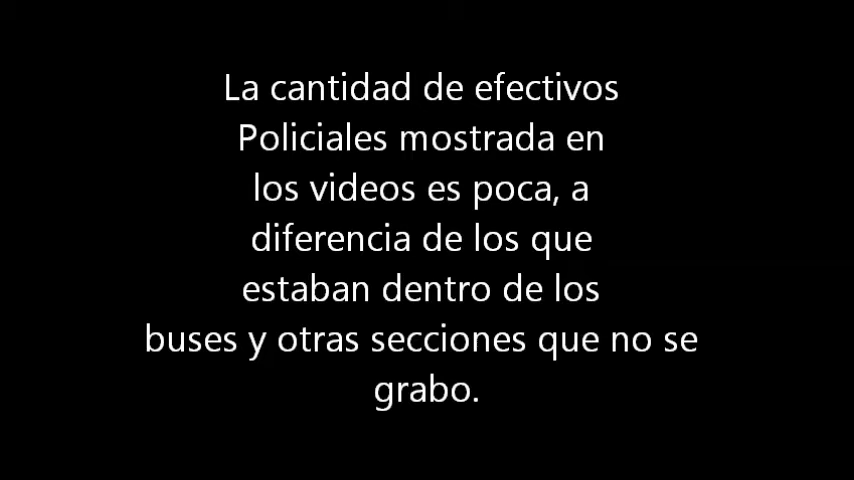 La cantidad de efectivos
Policiales mostrada en
los videos es poca, a
diferencia de los que
estaban dentro de los
buses y otras secciones que no se
grabo.